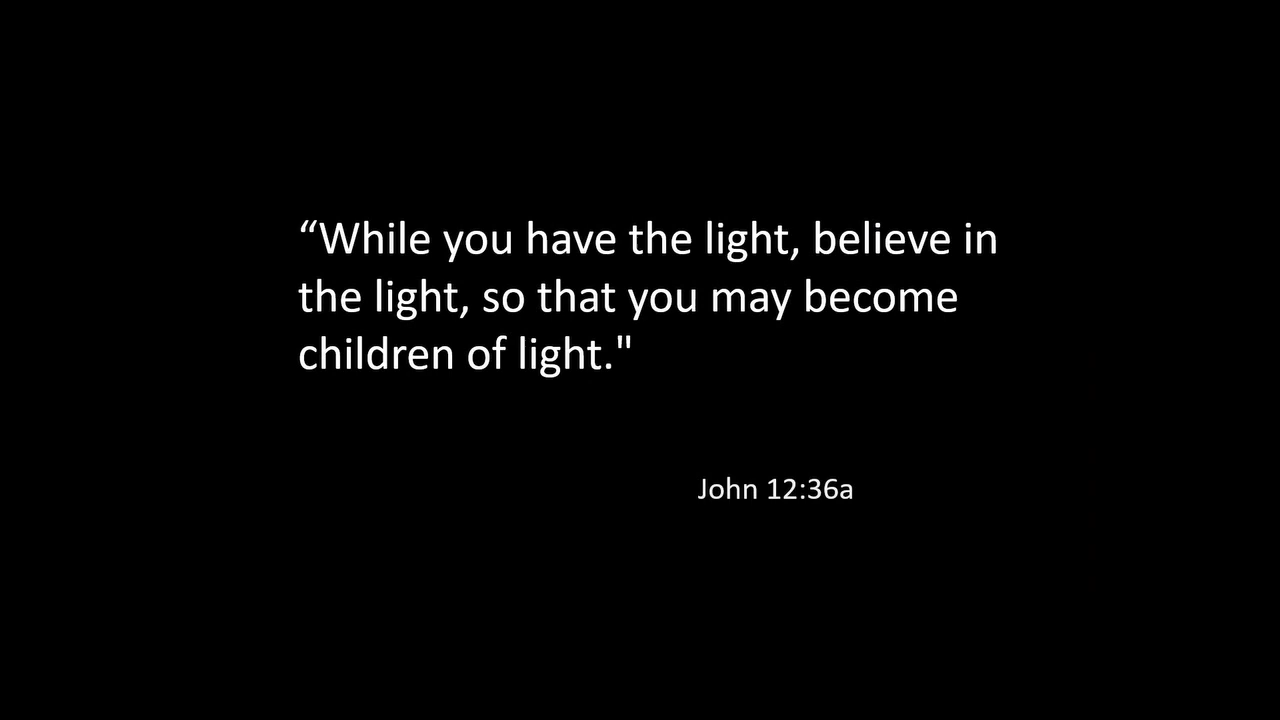 “While you have the light, believe in
the light, so that you may become
children of light."
John 12:36a